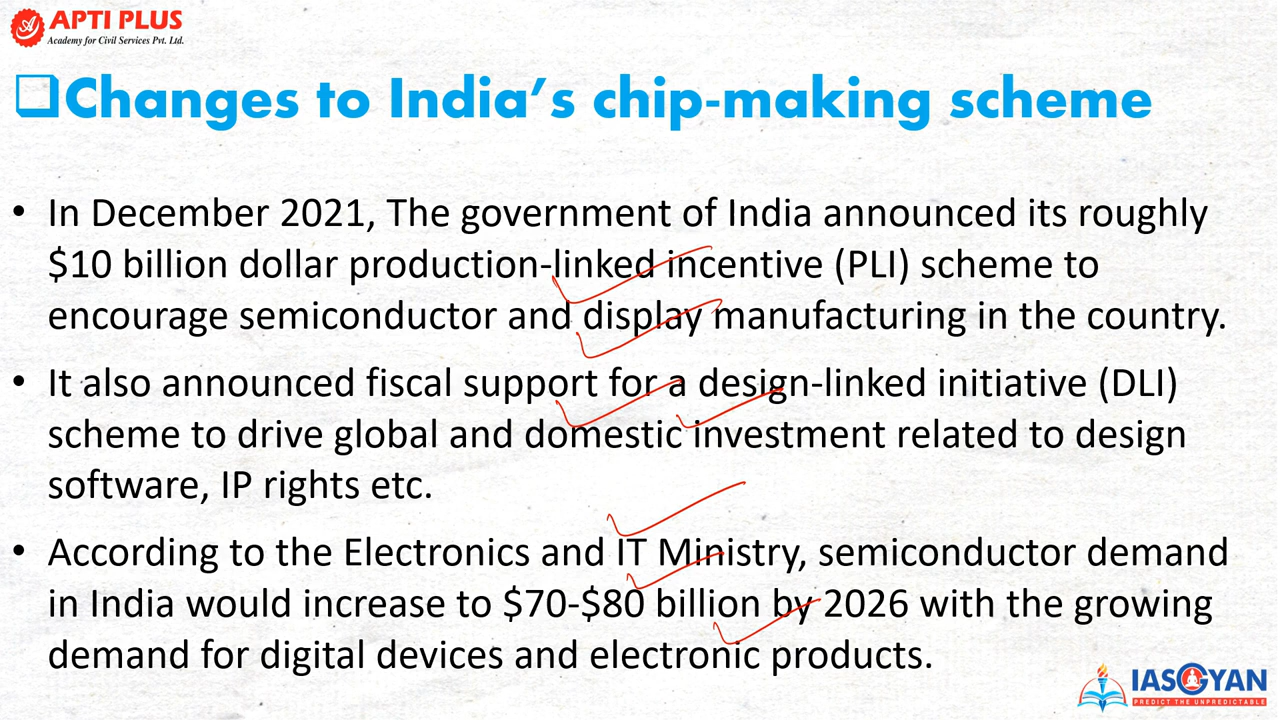 APTI PLUS
Academy for Civil Services Pvt. Ltd.
Changes to India's chip-making scheme
• In December 2021, The government of India announced its roughly
$10 billion dollar production-linked incentive (PLI) scheme to
encourage semiconductor and display manufacturing in the country.
• It also announced fiscal support for a design-linked initiative (DLI)
scheme to drive global and domestic investment related to design
software, IP rights etc.
• According to the Electronics and IT Ministry, semiconductor demand
in India would increase to $70-$80 billion by 2026 with the growing
demand for digital devices and electronic products.
IASGYAN
PREDICT THE UNPREDICTABLE